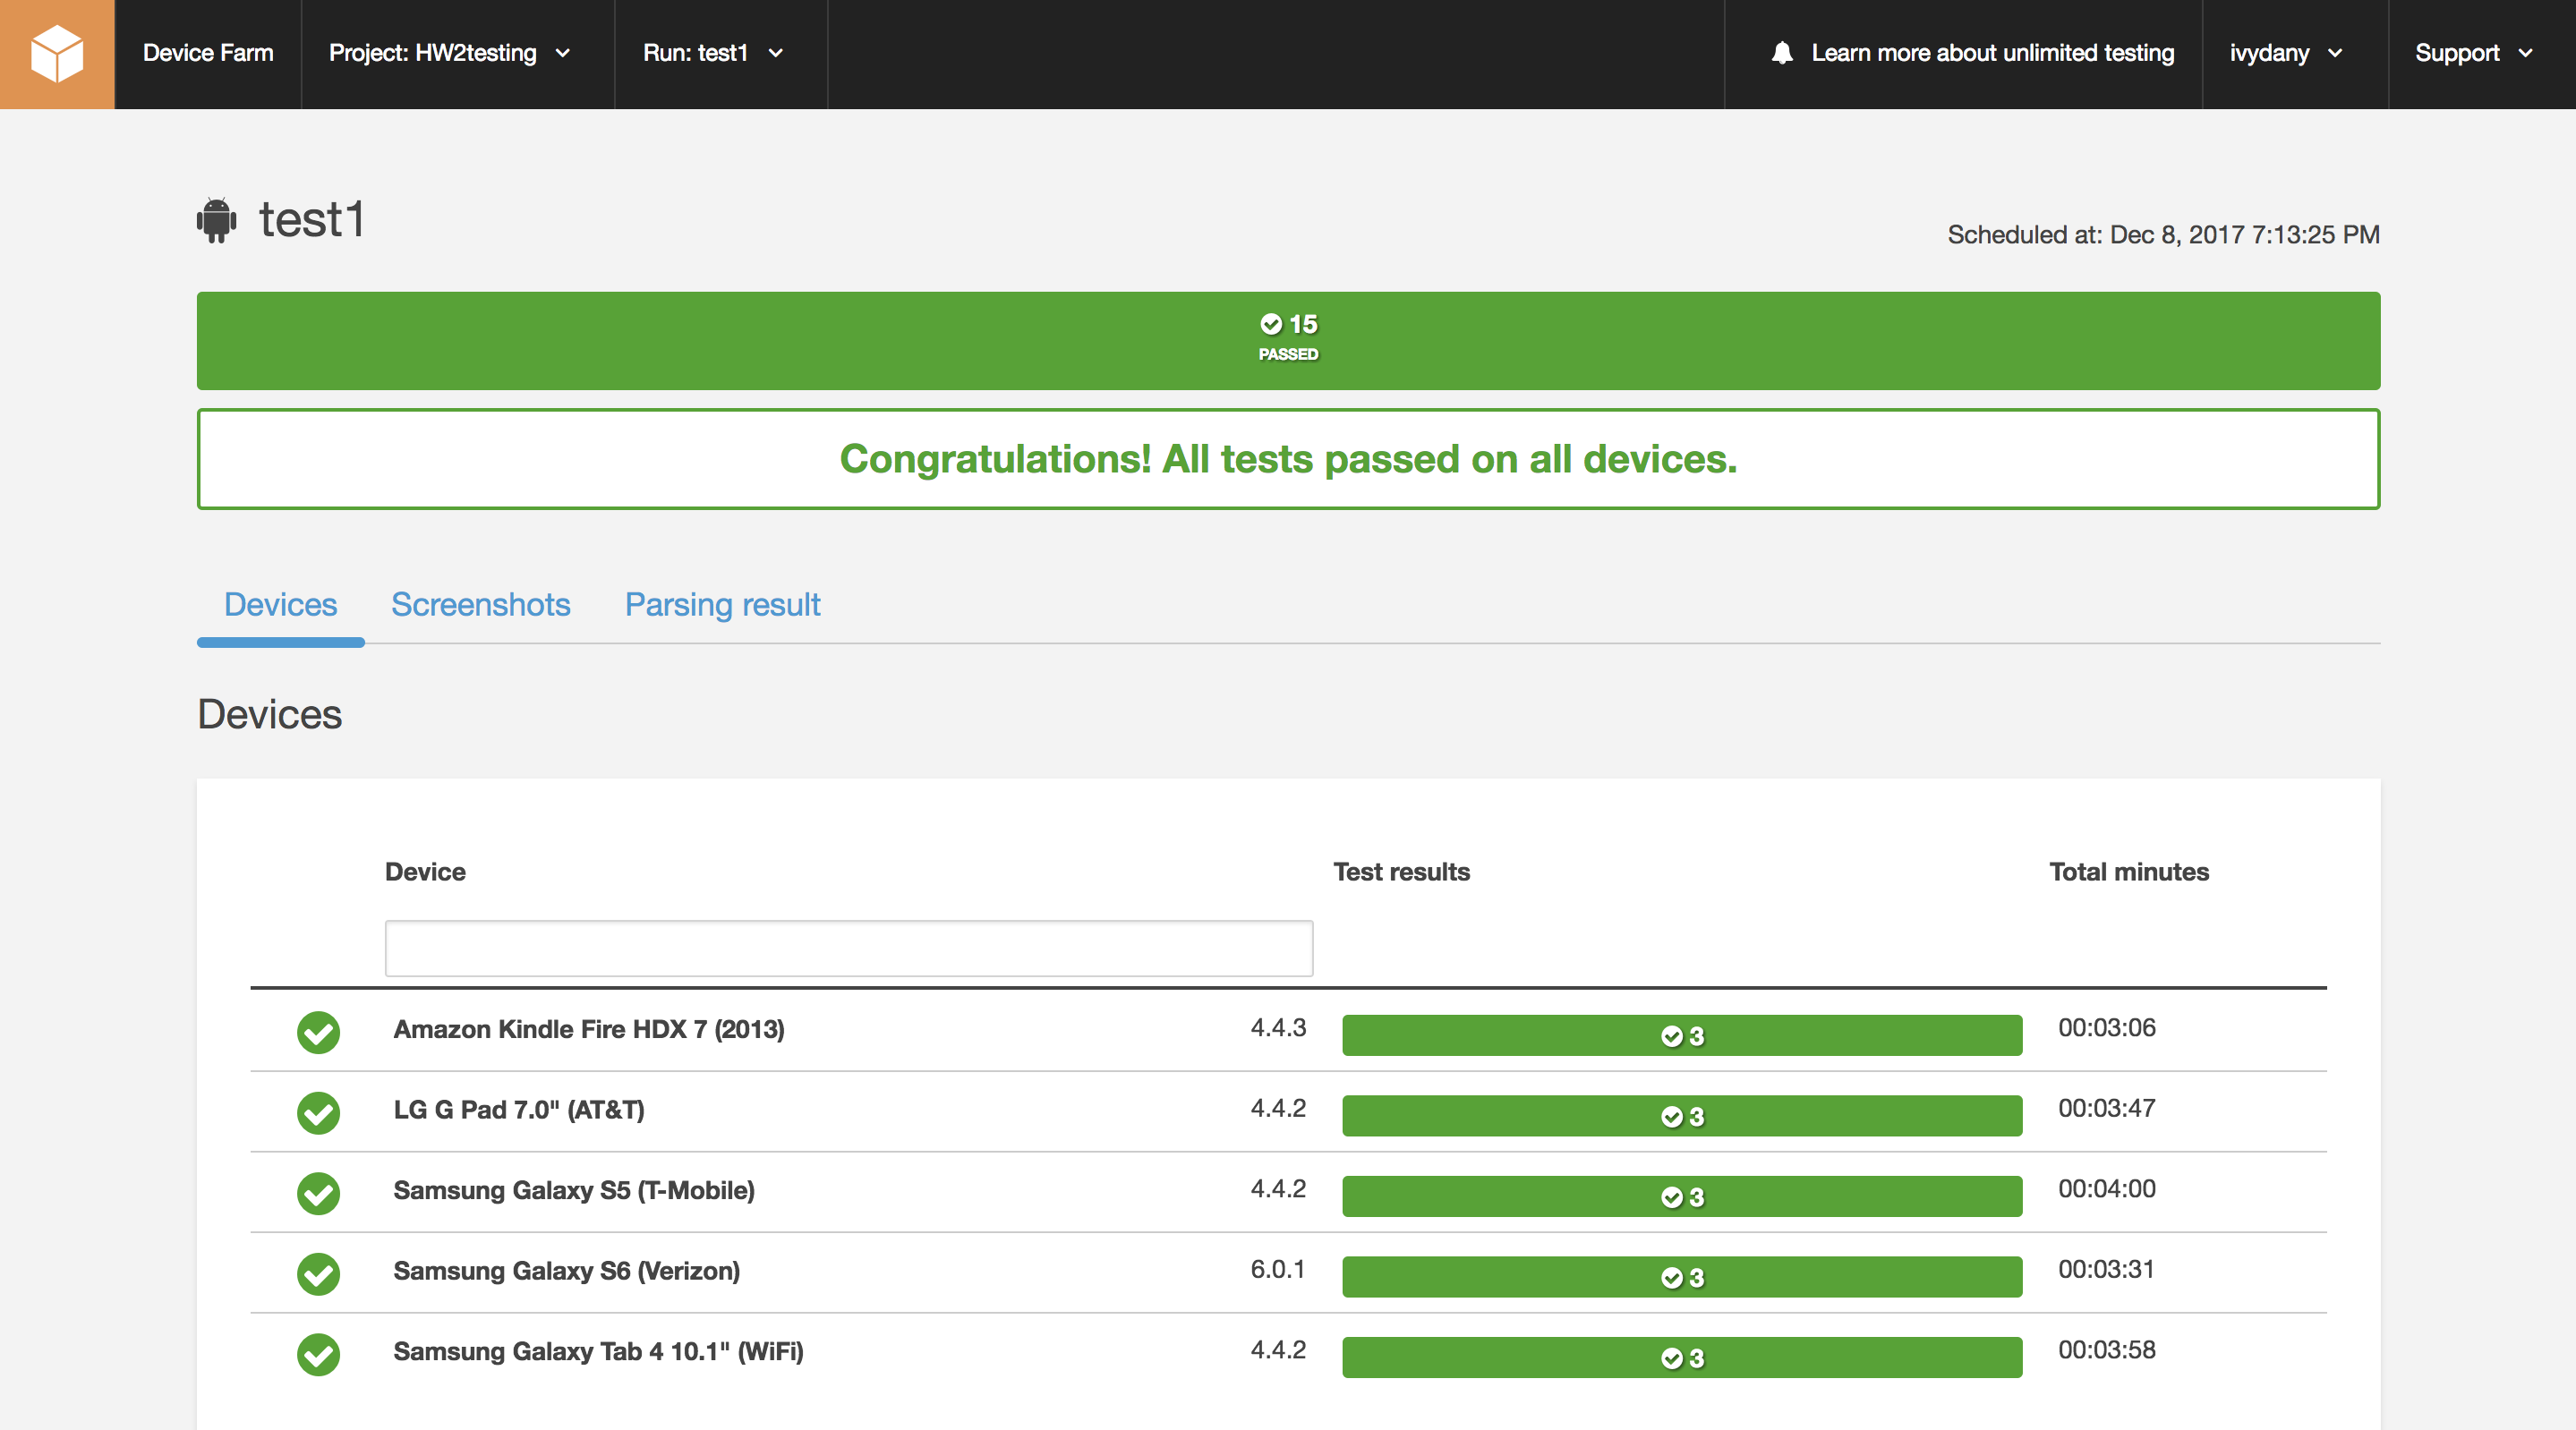 Device Farm Project: HW2testing Run: test1 Learn more about unlimited testing ivydany Support
test1
Scheduled at: Dec 8, 2017 7:13:25 PM
15
PASSED
Congratulations! All tests passed on all devices.
Devices Screenshots Parsing result
Devices
Device Test results Total minutes
Amazon Kindle Fire HDX 7 (2013) 4.4.3 3 00:03:06
LG G Pad 7.0" (AT&T) 4.4.2 3 00:03:47
Samsung Galaxy S5 (T-Mobile) 4.4.2 3 00:04:00
Samsung Galaxy S6 (Verizon) 6.0.1 3 00:03:31
Samsung Galaxy Tab 4 10.1" (WiFi) 4.4.2 3 00:03:58